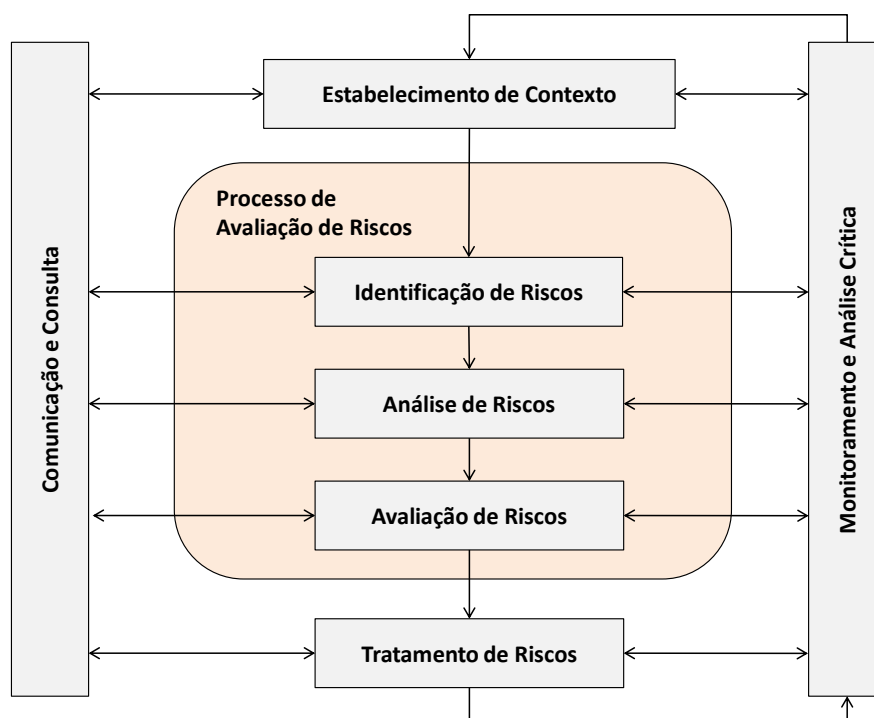 Estabelecimento de Contexto
Processo de
Avaliação de Riscos
Identificação de Riscos
Análise de Riscos
Avaliação de Riscos
Tratamento de Riscos
Comunicação e Consulta
Monitoramento e Análise Crítica